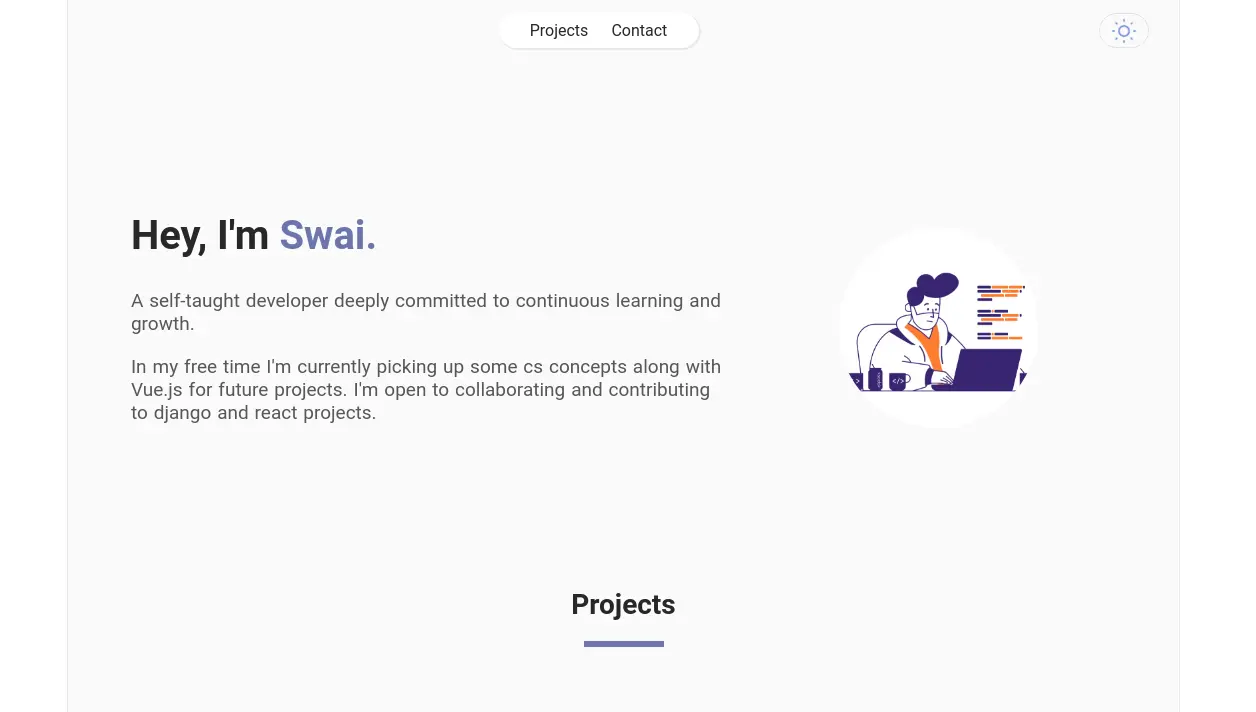 Projects Contact
Hey, I'm Swai.
A self-taught developer deeply committed to continuous learning and
growth.
In my free time I'm currently picking up some cs concepts along with
Vue.js for future projects. I'm open to collaborating and contributing
to django and react projects.
</>
Projects